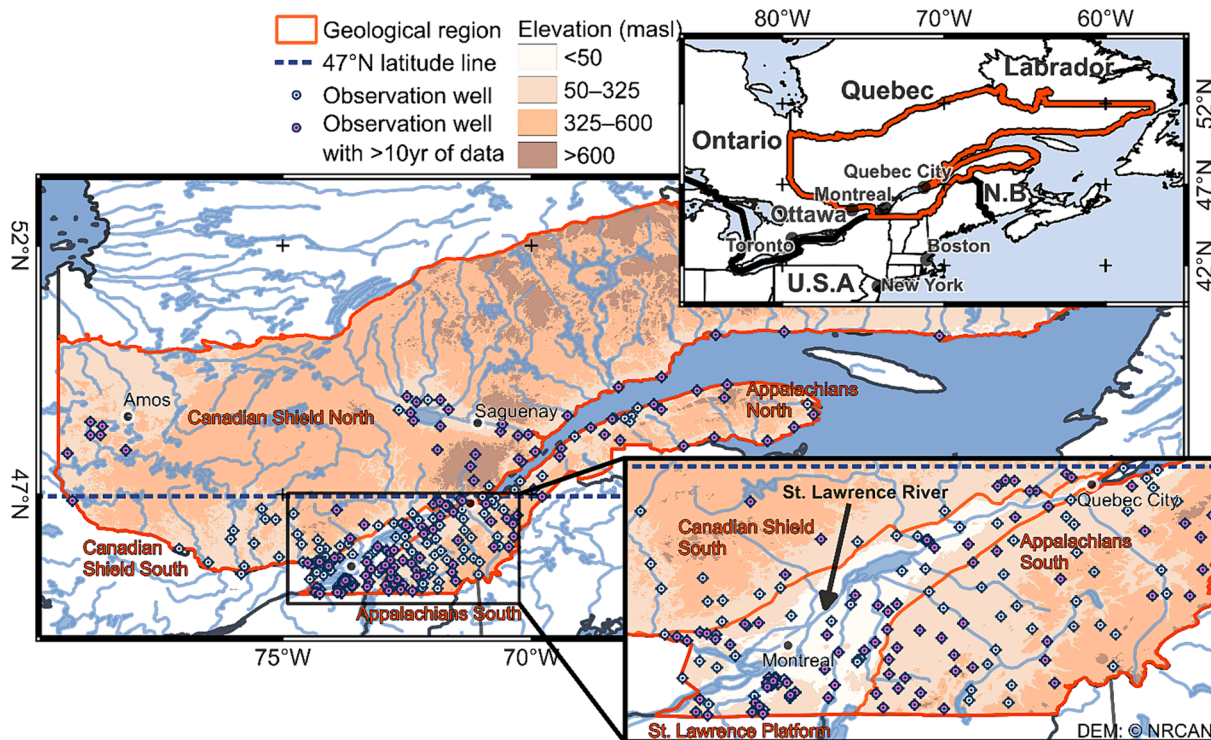 Geological region
47°N latitude line
Observation well
Observation well
with >10yr of data
Elevation (masl)
<50
50–325
325–600
>600
80°W
70°W
60°W
Labrador
Quebec
52°N
Ontario
Quebec City
47°N
Montreal
N.B
Ottawa
Toronto
Boston
42°N
U.S.A
New York
52°N
Amos
Canadian Shield North
Saguenay
Appalachians
North
47°N
Canadian
Shield South
Appalachians South
75°W
70°W
St. Lawrence
River
Quebec City
Canadian Shield
South
Appalachians
South
Montreal
St. Lawrence Platform
DEM: © NRCAN